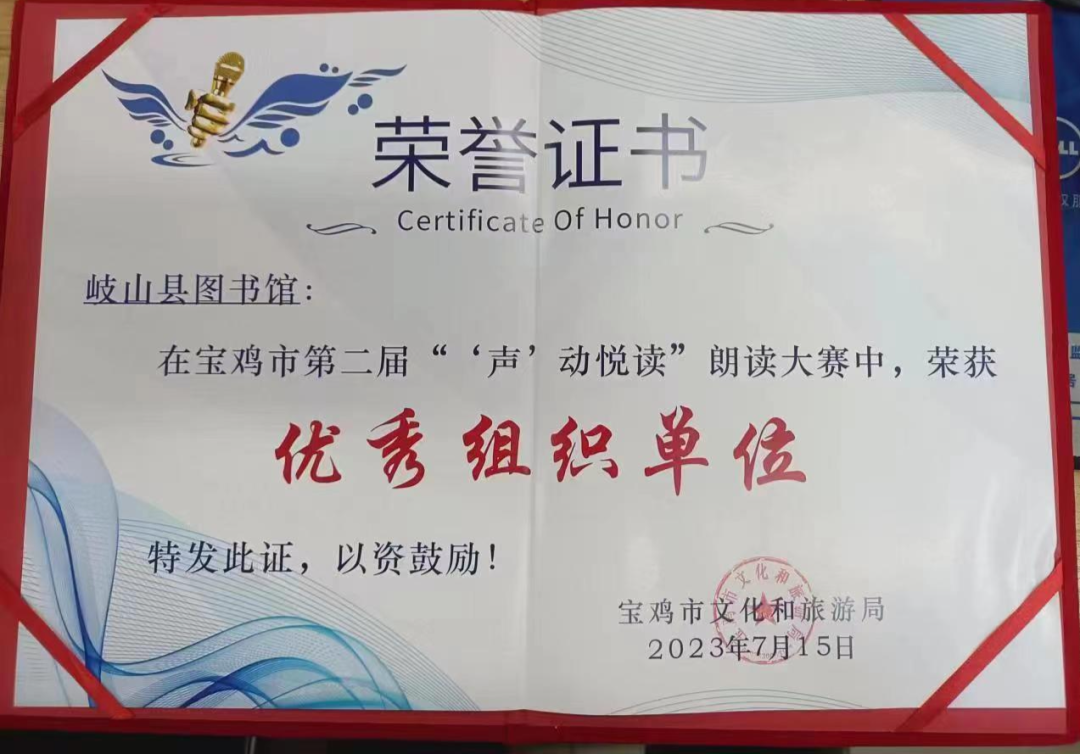 荣誉证书
Certificate Of Honor
岐山县图书馆:
在宝鸡市第二届“‘声’动悦读”朗读大赛中，荣获
优秀组织单位
特发此证，以资鼓励！
宝鸡市文化和旅游局
2023年7月15日